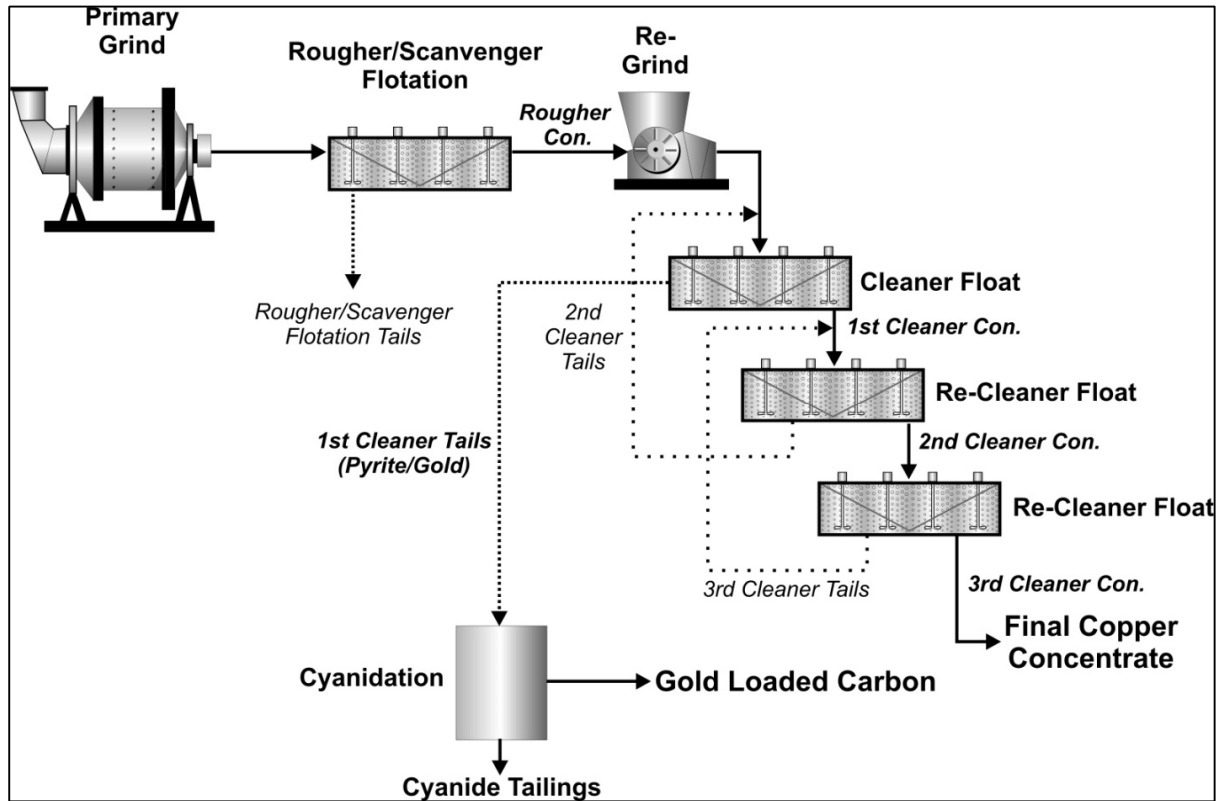 Primary
Grind
Rougher/Scanvenger
Flotation
Re-
Grind
Rougher
Con.
Rougher/Scavenger
Flotation Tails
2nd
Cleaner
Tails
Cleaner Float
1st Cleaner Con.
Re-Cleaner Float
1st Cleaner Tails
(Pyrite/Gold)
2nd Cleaner Con.
Re-Cleaner Float
3rd Cleaner Tails
3rd Cleaner Con.
Final Copper
Concentrate
Cyanidation
Gold Loaded Carbon
Cyanide Tailings